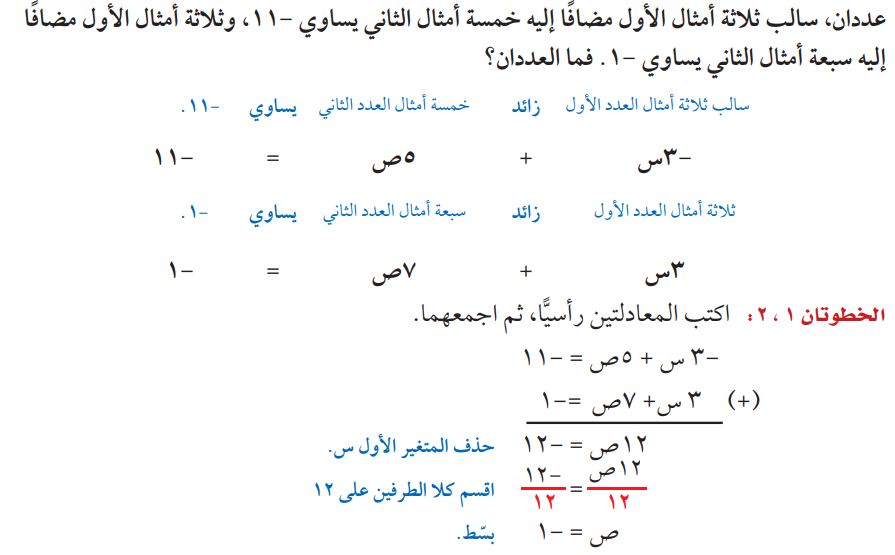 عددان، سالب ثلاثة أمثال الأول مضافًا إليه خمسة أمثال الثاني يساوي –١١، وثلاثة أمثال الأول مضافًا
إليه سبعة أمثال الثاني يساوي –١. فما العددان؟
سالب ثلاثة أمثال العدد الأول زائد خمسة أمثال العدد الثاني يساوي –١١.
–٣س + ٥ص = –١١
ثلاثة أمثال العدد الأول زائد سبعة أمثال العدد الثاني يساوي –١.
٣س + ٧ص = –١
الخطوتان ١ ، ٢ : اكتب المعادلتين رأسيًّا، ثم اجمعهما.
–٣ س + ٥ص = –١١
(+) ٣ س+ ٧ص =–١
١٢ص = –١٢ حذف المتغير الأول س.
١٢ص = –١٢
١٢ ١٢ اقسم كلا الطرفين على ١٢
ص = –١ بسّط.